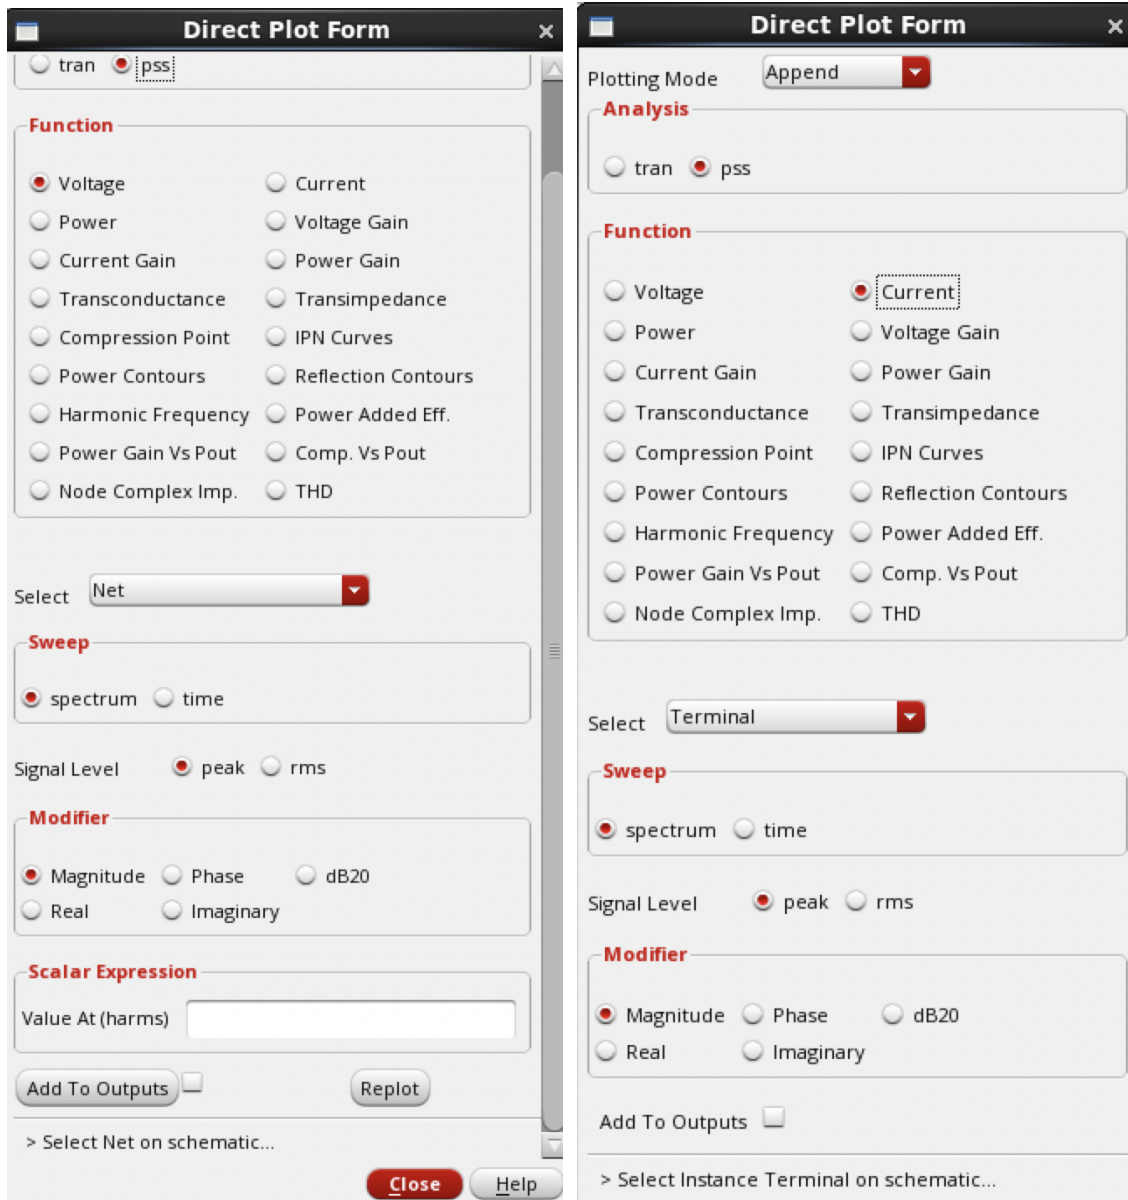 Direct Plot Form
tran pss
Function
Voltage Current
Power Voltage Gain
Current Gain Power Gain
Transconductance Transimpedance
Compression Point IPN Curves
Power Contours Reflection Contours
Harmonic Frequency Power Added Eff.
Power Gain Vs Pout Comp. Vs Pout
Node Complex Imp. THD
Select Net
Sweep
spectrum time
Signal Level peak rms
Modifier
Magnitude Phase dB20
Real Imaginary
Scalar Expression
Value At (harms)
Add To Outputs Replot
> Select Net on schematic...
Close Help
Direct Plot Form
Plotting Mode Append
Analysis
tran pss
Function
Voltage Current
Power Voltage Gain
Current Gain Power Gain
Transconductance Transimpedance
Compression Point IPN Curves
Power Contours Reflection Contours
Harmonic Frequency Power Added Eff.
Power Gain Vs Pout Comp. Vs Pout
Node Complex Imp. THD
Select Terminal
Sweep
spectrum time
Signal Level peak rms
Modifier
Magnitude Phase dB20
Real Imaginary
Add To Outputs
> Select Instance Terminal on schematic...